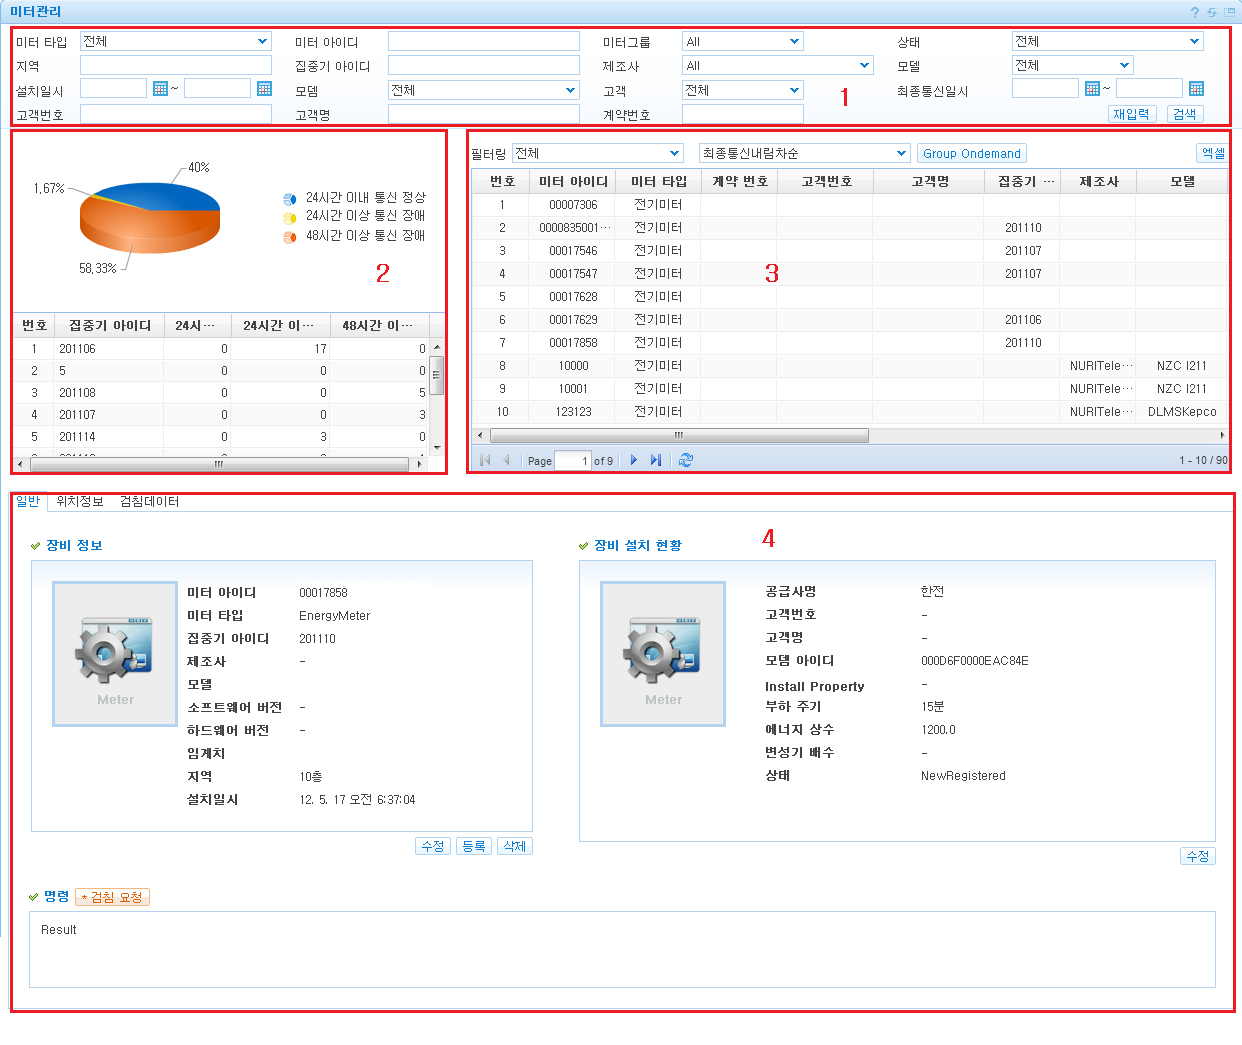 미터관리
미터 타입 전체 미터 아이디 미터그룹 All 상태 전체
지역 집중기 아이디 제조사 All 모델 전체
설치일시 ~ 모뎀 전체 고객 전체 최종통신일시 ~
고객번호 고객명 계약번호 1 재입력 검색
40%
1,67%
58,33%
24시간 이내 통신 정상
24시간 이상 통신 장애
48시간 이상 통신 장애
2
번호 집중기 아이디 24시··· 24시간 이··· 48시간 이···
1 201106 0 17 0
2 5 0 0 0
3 201108 0 0 5
4 201107 0 0 3
5 201114 0 3 0
필터링 전체 최종통신내림차순 Group Ondemand 엑셀
번호 미터 아이디 미터 타입 계약 번호 고객번호 고객명 집중기 ··· 제조사 모델
1 00007306 전기미터
2 0000835001··· 전기미터 201110
3 00017546 전기미터 201107
4 00017547 전기미터 201107
3
5 00017628 전기미터
6 00017629 전기미터 201106
7 00017858 전기미터 201110
8 10000 전기미터 NURITele··· NZC I211
9 10001 전기미터 NURITele··· NZC I211
10 123123 전기미터 NURITele··· DLMSKepco
Page 1 of 9 1 - 10 / 90
일반 위치정보 검침데이터
4
장비 정보
Meter
미터 아이디 00017858
미터 타입 EnergyMeter
집중기 아이디 201110
제조사 -
모델
소프트웨어 버전 -
하드웨어 버전 -
임계치
지역 10층
설치일시 12. 5. 17 오전 6:37:04
수정 등록 삭제
장비 설치 현황
Meter
공급사명 한전
고객번호 -
고객명 -
모뎀 아이디 000D6F0000EAC84E
Install Property -
부하 주기 15분
에너지 상수 1200.0
변성기 배수 -
상태 NewRegistered
수정
명령 * 검침 요청
Result